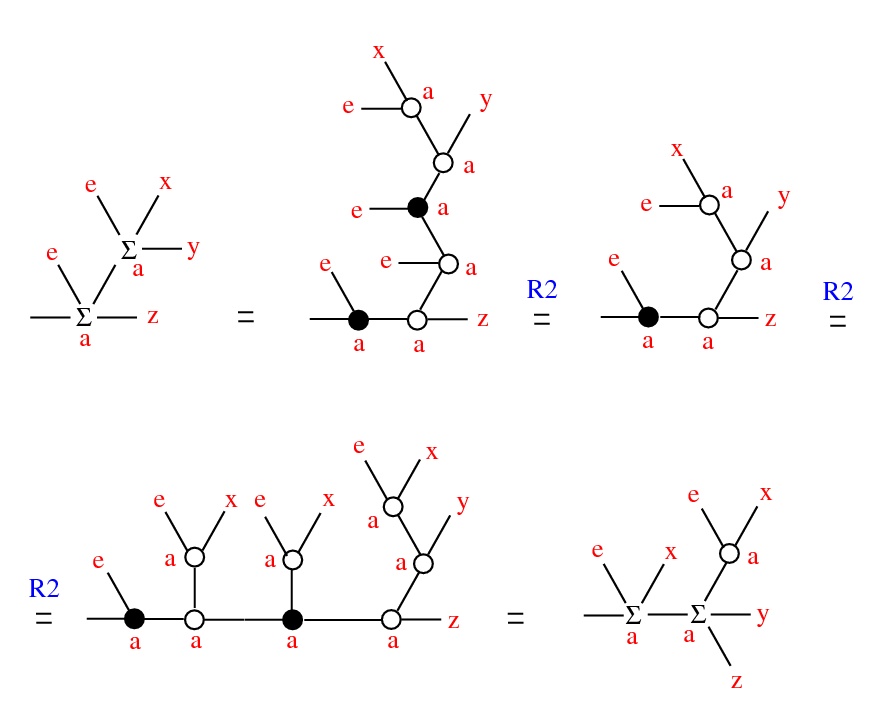 x
e a y
a
e a
e x
Σ y
e a
e e a
Σ z = z
a a a
R2
=
x
e a y
a
e
z
a a
R2
=
e x
a y
e x e x
a a a
e
R2
= z
a a a a
=
e x
e x a
Σ Σ y
a a
z